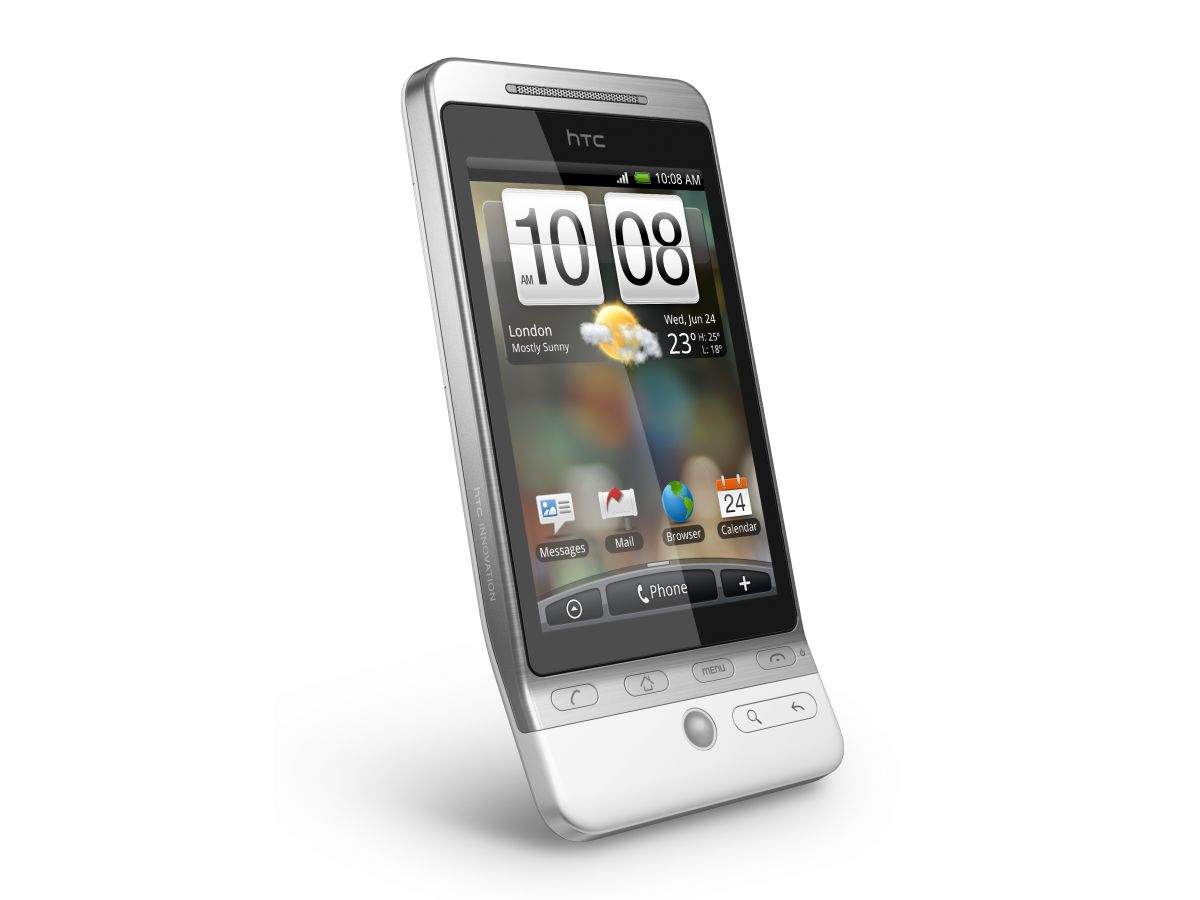 hTC
10:08 AM
10 08
AM
London
Mostly Sunny
Wed, Jun 24
23° H: 25°
L: 18°
24
Messages
Mail
Browser
Calendar
Phone
+
hTC INNOVATION
menu